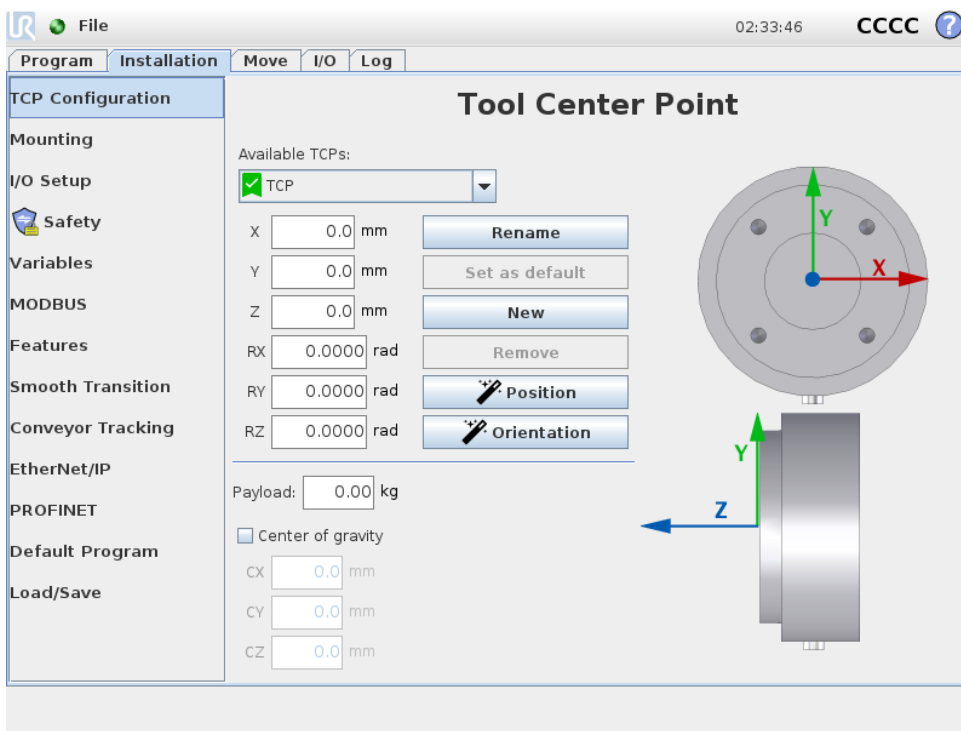 UR File 02:33:46 CCCC ?
Program Installation Move I/O Log
TCP Configuration
Mounting
I/O Setup
Safety
Variables
MODBUS
Features
Smooth Transition
Conveyor Tracking
EtherNet/IP
PROFINET
Default Program
Load/Save
Tool Center Point
Available TCPs:
TCP
X 0.0 mm Rename
Y 0.0 mm Set as default
Z 0.0 mm New
RX 0.0000 rad Remove
RY 0.0000 rad Position
RZ 0.0000 rad Orientation
Payload: 0.00 kg
Center of gravity
CX 0.0 mm
CY 0.0 mm
CZ 0.0 mm
Y
X
Y
Z